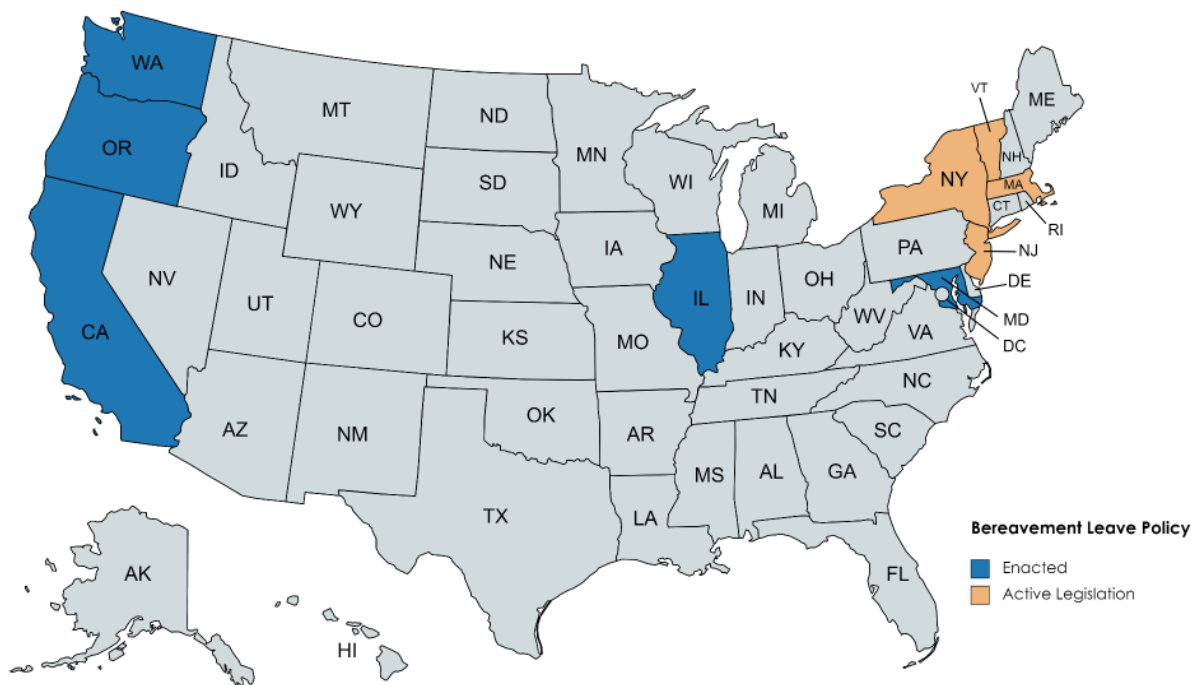 WA
MT
ND
MN
VT
ME
OR
ID
SD
WI
NH
NY
MA
WY
MI
CT
RI
IA
PA
NJ
NE
NV
OH
DE
UT
IL
IN
CO
WV
MD
CA
KS
MO
VA
DC
KY
NC
TN
OK
AZ
NM
AR
SC
MS
AL
GA
TX
LA
Bereavement Leave Policy
Enacted
AK
FL
Active Legislation
HI